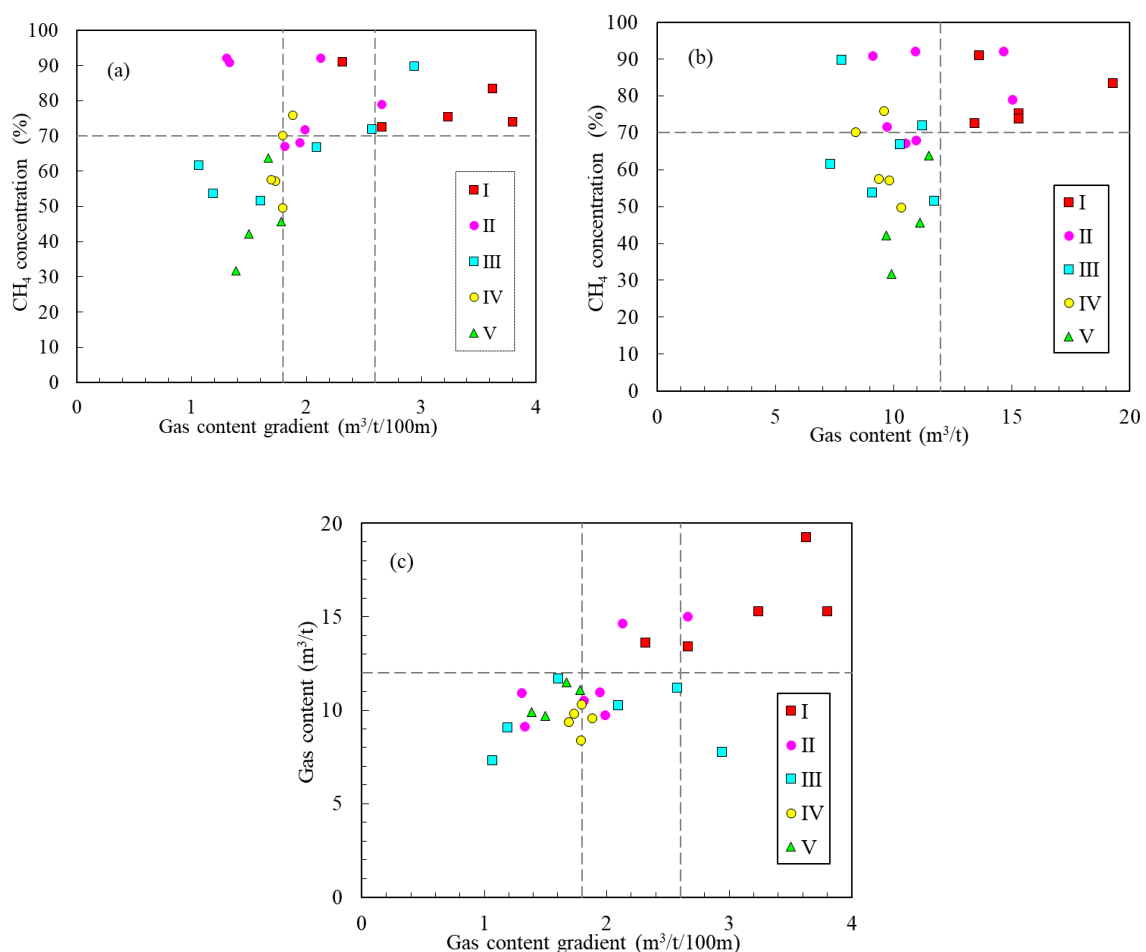 (a)
CH₄ concentration (%)
100
90
80
70
60
50
40
30
20
10
0
0 1 2 3 4
Gas content gradient (m³/t/100m)
I
II
III
IV
V
(b)
CH₄ concentration (%)
100
90
80
70
60
50
40
30
20
10
0
0 5 10 15 20
Gas content (m³/t)
I
II
III
IV
V
(c)
Gas content (m³/t)
20
15
10
5
0
0 1 2 3 4
Gas content gradient (m³/t/100m)
I
II
III
IV
V